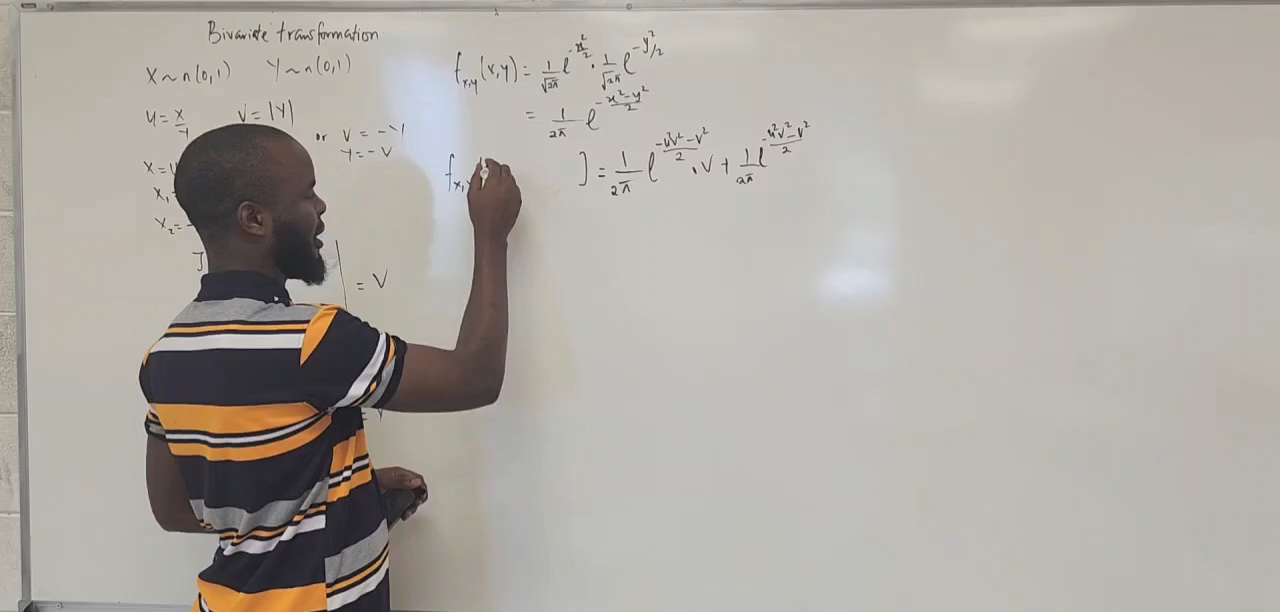 Bivariate transformation
X ~ n(0,1) Y ~ n(0,1)
U = X/Y V = |Y|
or V = -Y
Y = -V
X = U
X₁ =
X₂ = -
J
= V
f_{x,y}(x,y) = 1/√2π e^{-x²/2} · 1/√2π e^{-y²/2}
= 1/2π e^{-x²-y²/2}
f_{x,
J = 1/2π e^{-u²v²-v²/2} · V + 1/2π e^{-u²v²-v²/2}